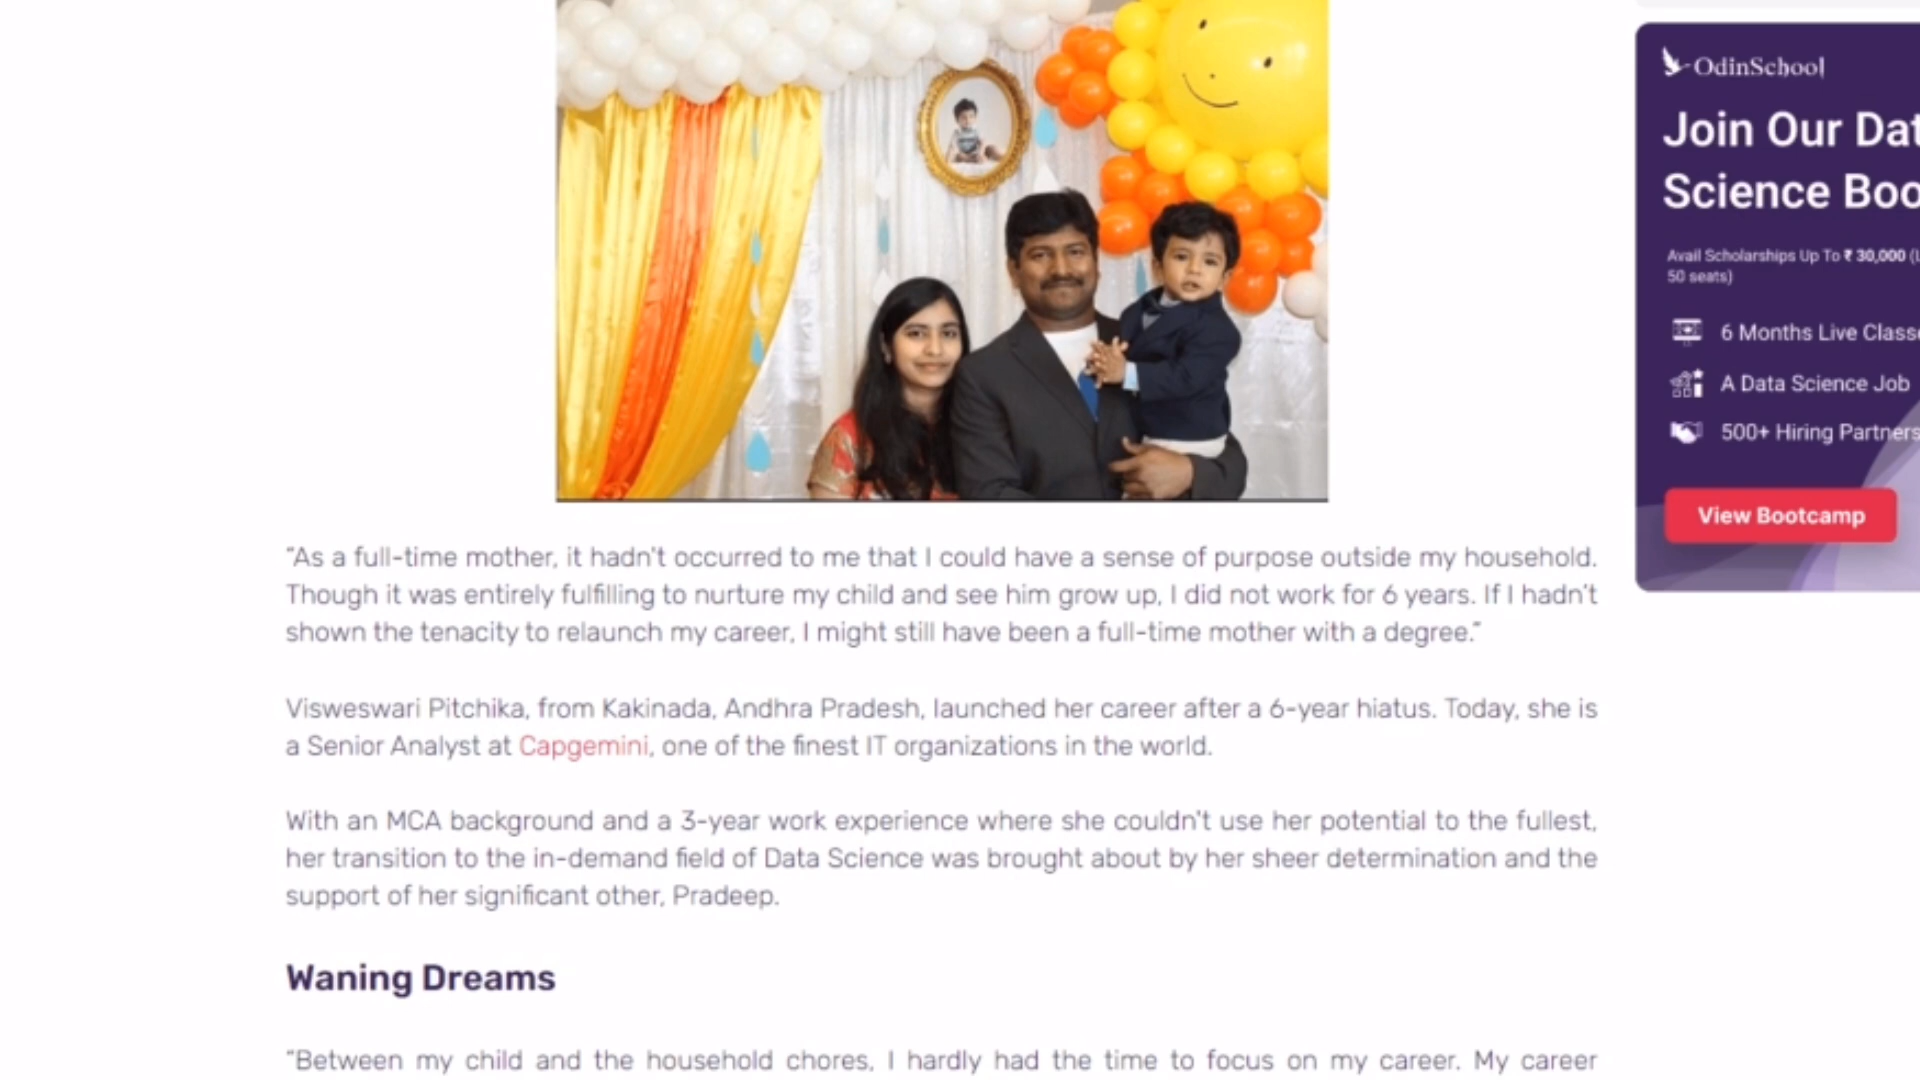 “As a full-time mother, it hadn't occurred to me that I could have a sense of purpose outside my household.
Though it was entirely fulfilling to nurture my child and see him grow up, I did not work for 6 years. If I hadn't
shown the tenacity to relaunch my career, I might still have been a full-time mother with a degree.”
Visweswari Pitchika, from Kakinada, Andhra Pradesh, launched her career after a 6-year hiatus. Today, she is
a Senior Analyst at Capgemini, one of the finest IT organizations in the world.
With an MCA background and a 3-year work experience where she couldn't use her potential to the fullest,
her transition to the in-demand field of Data Science was brought about by her sheer determination and the
support of her significant other, Pradeep.
Waning Dreams
“Between my child and the household chores, I hardly had the time to focus on my career. My career
OdinSchool
Join Our Dat
Science Boo
Avail Scholarships Up To ₹ 30,000 (L
50 seats)
6 Months Live Classe
A Data Science Job
500+ Hiring Partners
View Bootcamp